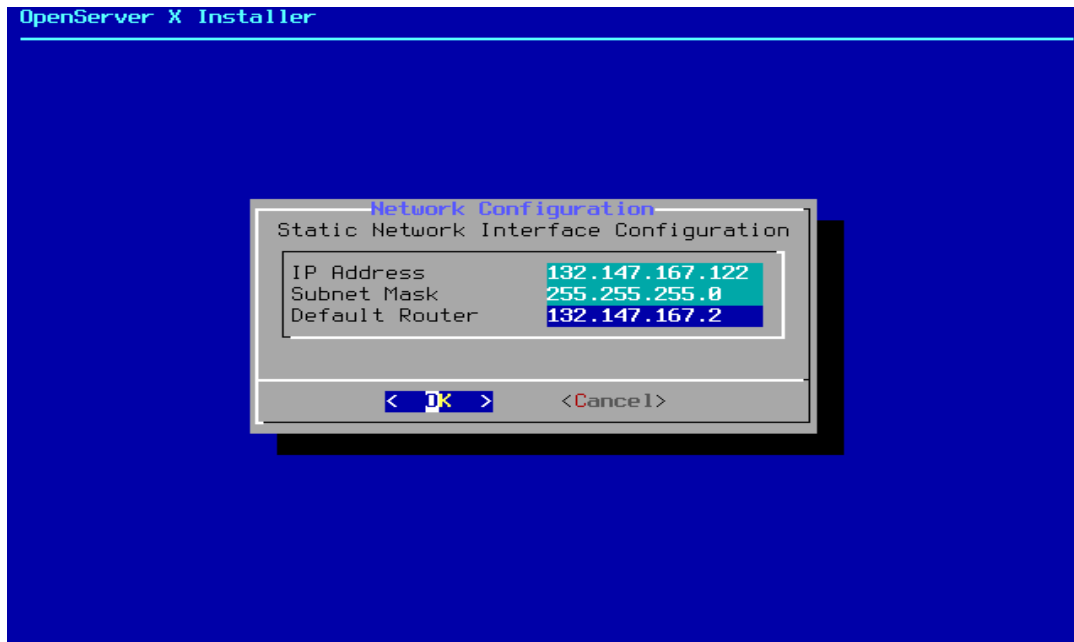 OpenServer X Installer
Network Configuration
Static Network Interface Configuration
IP Address 132.147.167.122
Subnet Mask 255.255.255.0
Default Router 132.147.167.2
< OK > <Cancel>